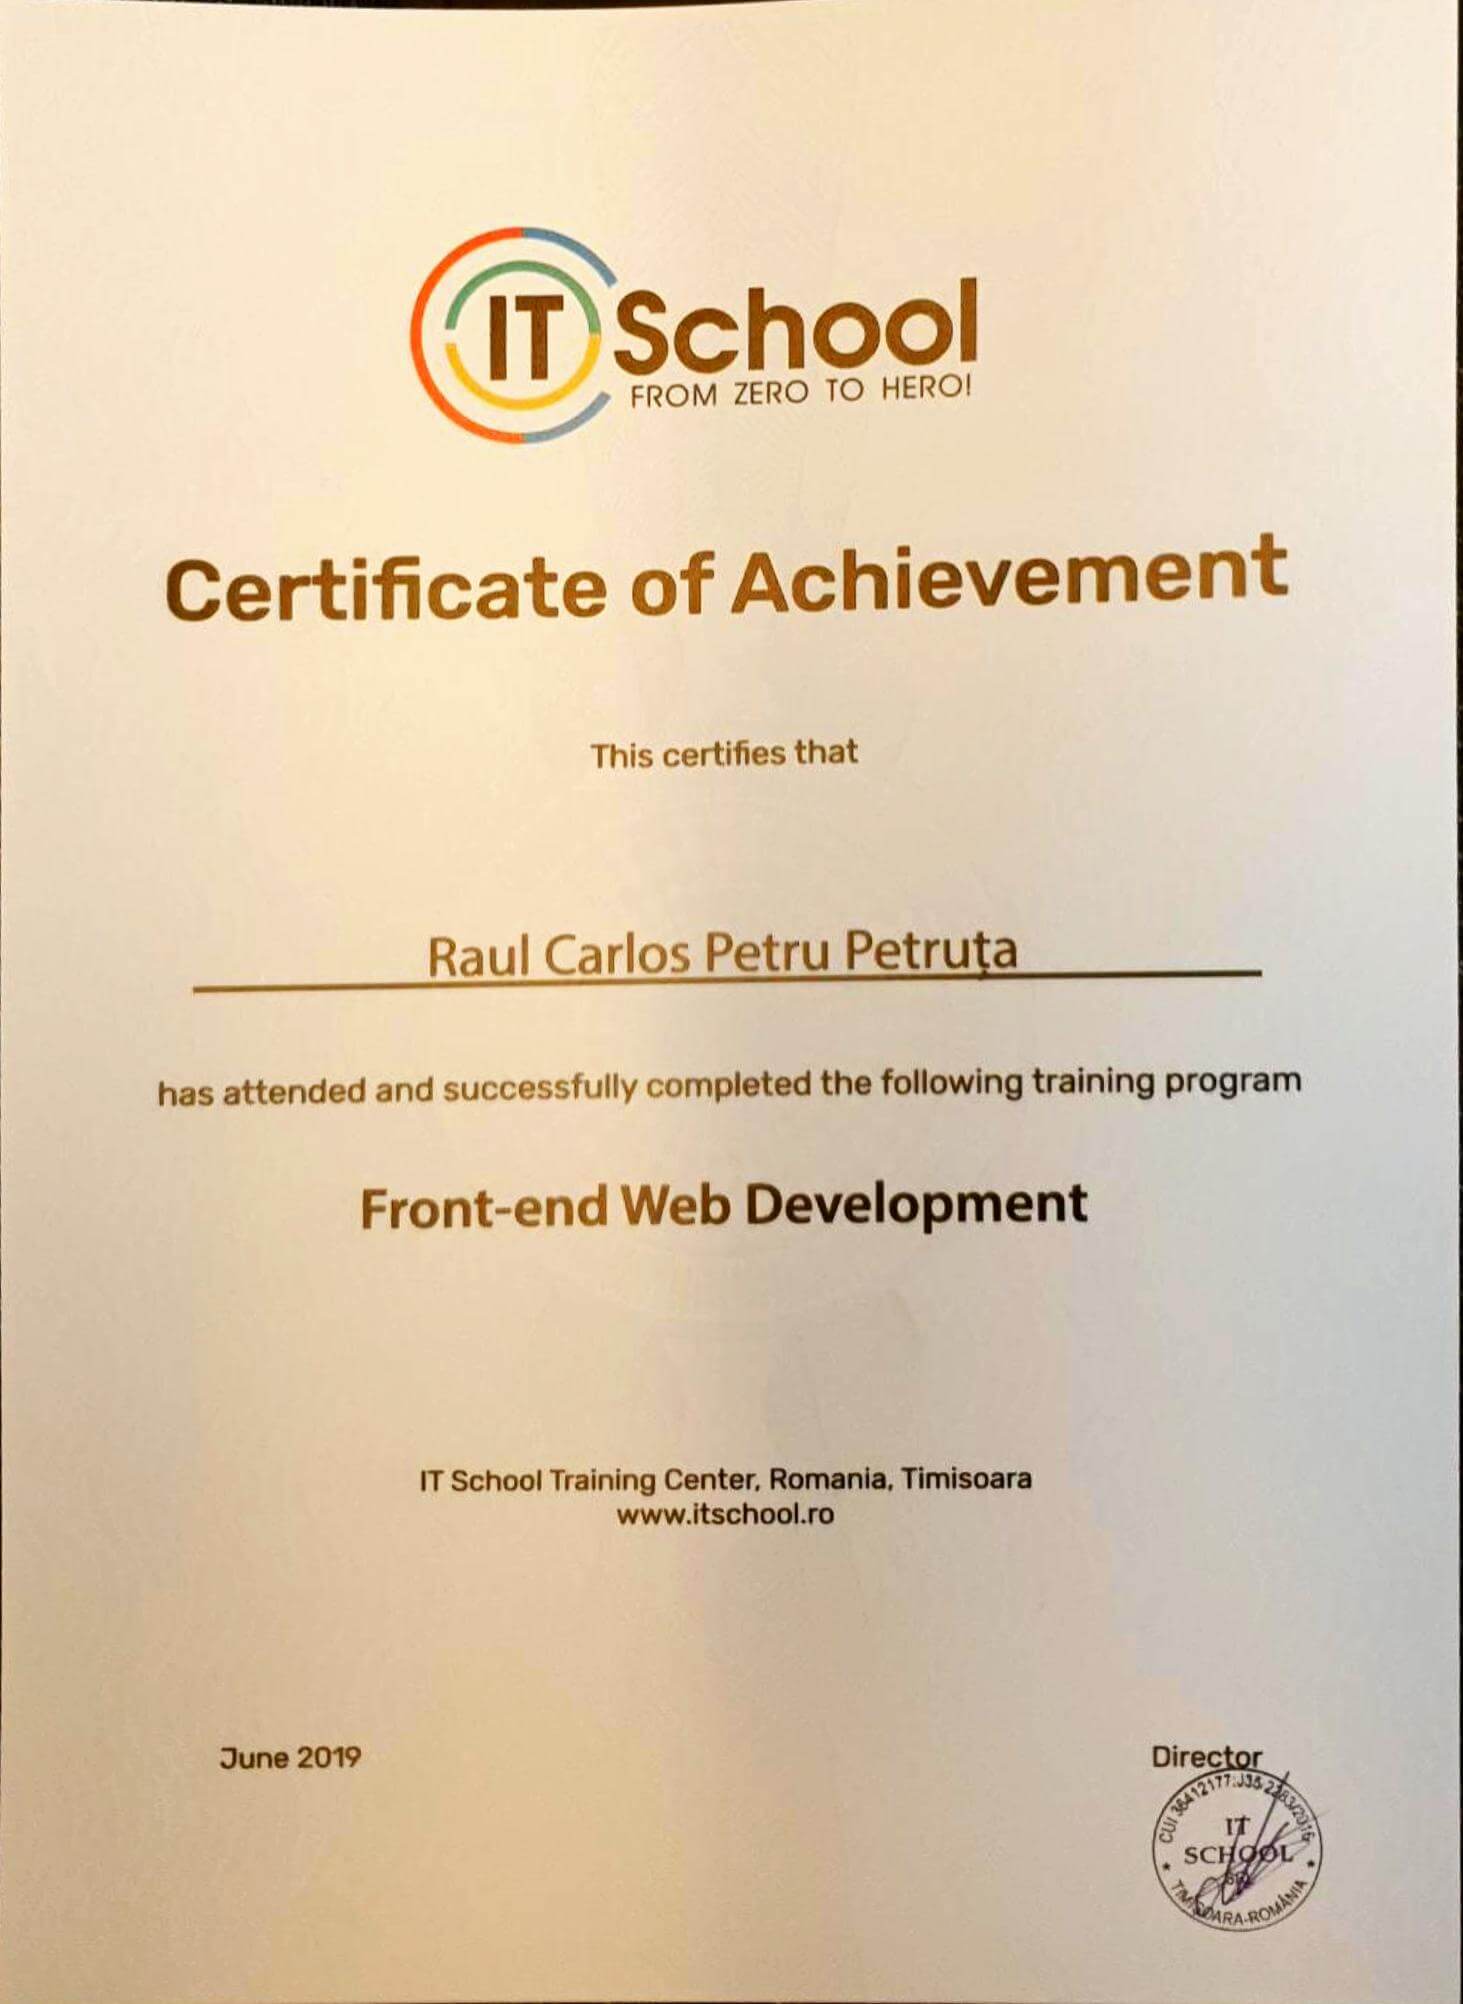 IT School
FROM ZERO TO HERO!
Certificate of Achievement
This certifies that
Raul Carlos Petru Petruța
has attended and successfully completed the following training program
Front-end Web Development
IT School Training Center, Romania, Timisoara
www.itschool.ro
June 2019
Director
CUI 36412177:J35/2283/2016
IT
SCHOOL
TIMIȘOARA-ROMÂNIA